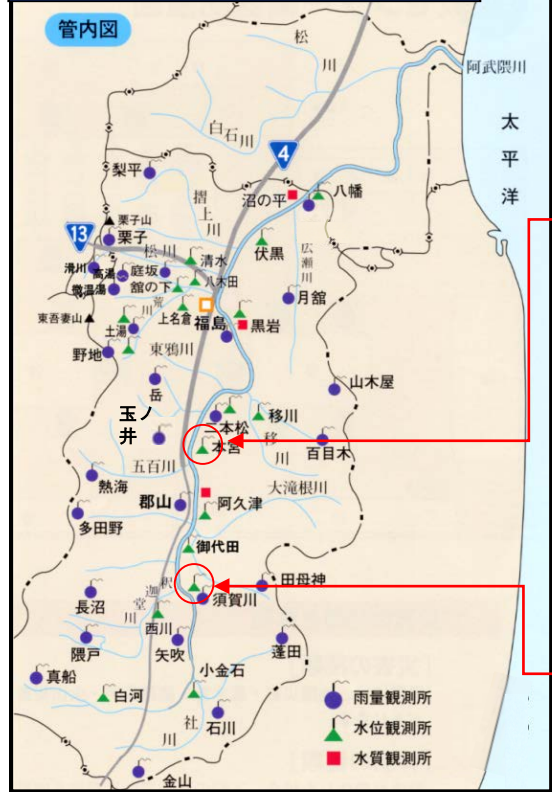 管内図
松川
阿武隈川
白石川
太平洋
4
梨平
摺上川
沼の平
八幡
栗子山
栗子
13
松川
清水
伏黒
広瀬川
滑川
高湯
庭坂
八木田
微温湯
舘の下
荒川
月舘
上名倉
福島
黒岩
東吾妻山
土湯
野地
東鴉川
岳
山木屋
玉ノ井
二本松
移川
移川
本宮
百目木
五百川
熱海
大滝根川
郡山
阿久津
多田野
御代田
釈迦堂川
田母神
長沼
須賀川
西川
隈戸
矢吹
蓬田
真船
小金石
白河
社川
石川
金山
雨量観測所
水位観測所
水質観測所